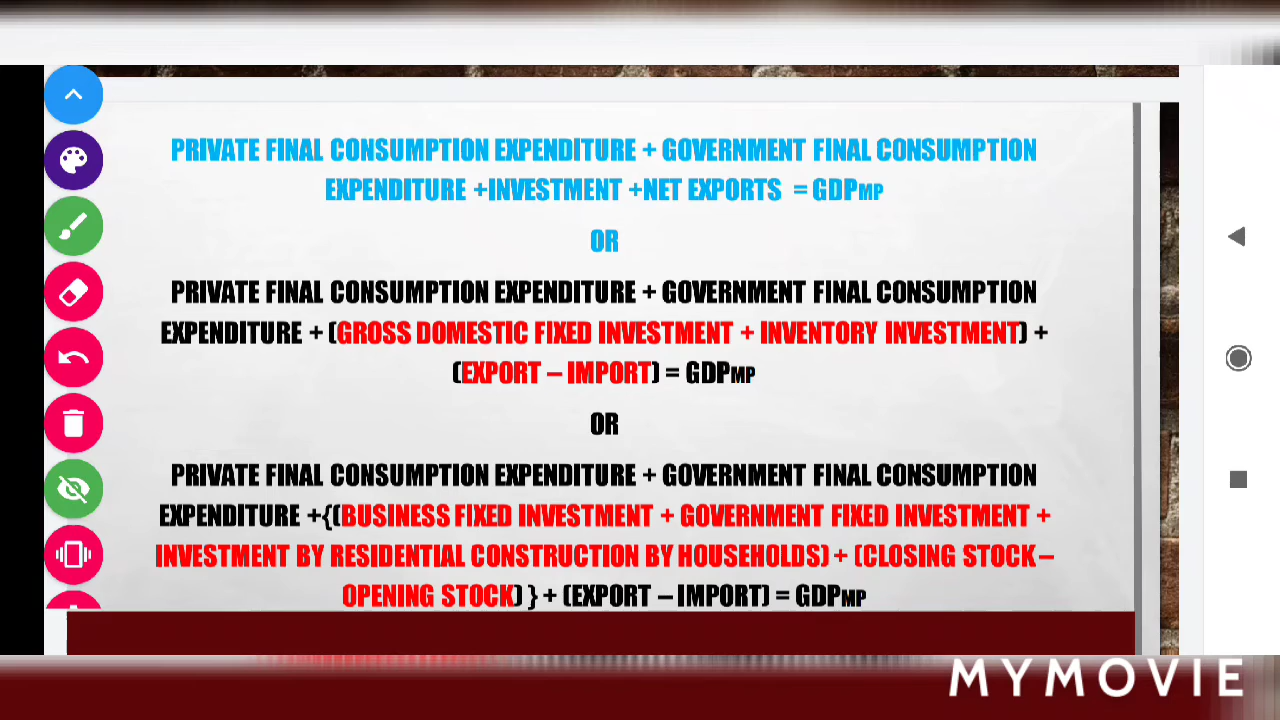 PRIVATE FINAL CONSUMPTION EXPENDITURE + GOVERNMENT FINAL CONSUMPTION
EXPENDITURE +INVESTMENT +NET EXPORTS = GDPMP
OR
PRIVATE FINAL CONSUMPTION EXPENDITURE + GOVERNMENT FINAL CONSUMPTION
EXPENDITURE + (GROSS DOMESTIC FIXED INVESTMENT + INVENTORY INVESTMENT) +
(EXPORT – IMPORT) = GDPMP
OR
PRIVATE FINAL CONSUMPTION EXPENDITURE + GOVERNMENT FINAL CONSUMPTION
EXPENDITURE +{(BUSINESS FIXED INVESTMENT + GOVERNMENT FIXED INVESTMENT +
INVESTMENT BY RESIDENTIAL CONSTRUCTION BY HOUSEHOLDS) + (CLOSING STOCK –
OPENING STOCK) } + (EXPORT – IMPORT) = GDPMP
MYMOVIE